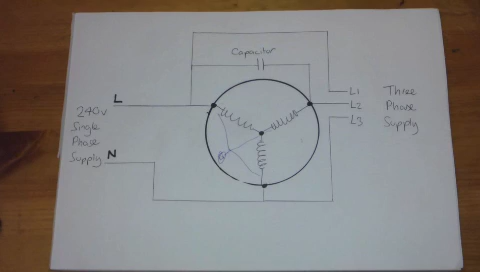 Capacitor
L
240v
Single
Phase
Supply
N
L1
L2
L3
Three
Phase
Supply